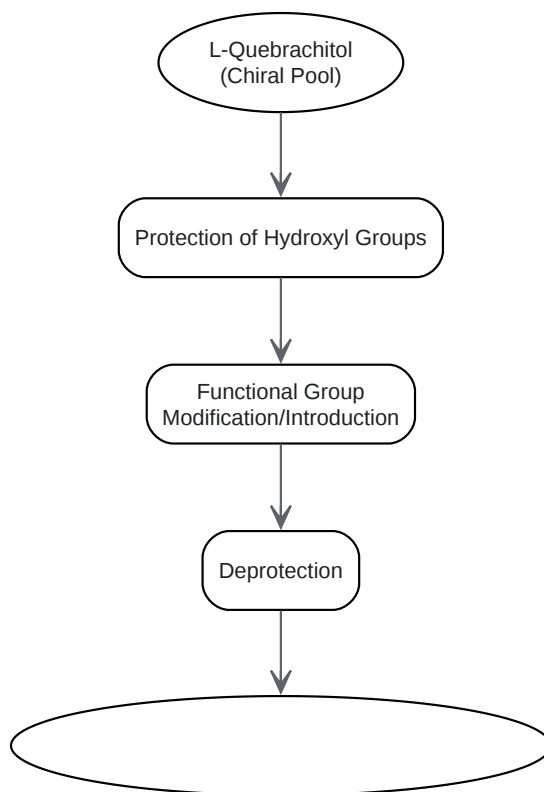 L-Quebrachitol
(Chiral Pool)
Protection of Hydroxyl Groups
Functional Group
Modification/Introduction
Deprotection